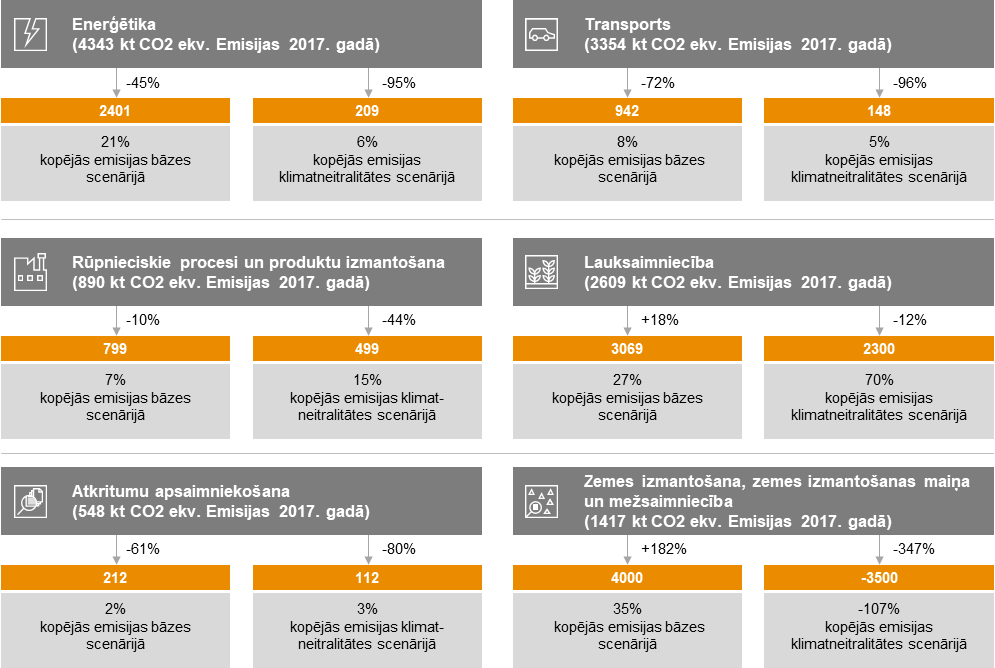 Enerģētika
(4343 kt CO2 ekv. Emisijas 2017. gadā)
-45%
-95%
2401
209
21%
kopējās emisijas bāzes
scenārijā
6%
kopējās emisijas
klimatneitralitātes scenārijā
Transports
(3354 kt CO2 ekv. Emisijas 2017. gadā)
-72%
-96%
942
148
8%
kopējās emisijas bāzes
scenārijā
5%
kopējās emisijas
klimatneitralitātes scenārijā
Rūpnieciskie procesi un produktu izmantošana
(890 kt CO2 ekv. Emisijas 2017. gadā)
-10%
-44%
799
499
7%
kopējās emisijas bāzes
scenārijā
15%
kopējās emisijas klimat-
neitralitātes scenārijā
Lauksaimniecība
(2609 kt CO2 ekv. Emisijas 2017. gadā)
+18%
-12%
3069
2300
27%
kopējās emisijas bāzes
scenārijā
70%
kopējās emisijas
klimatneitralitātes scenārijā
Atkritumu apsaimniekošana
(548 kt CO2 ekv. Emisijas 2017. gadā)
-61%
-80%
212
112
2%
kopējās emisijas bāzes
scenārijā
3%
kopējās emisijas klimat-
neitralitātes scenārijā
Zemes izmantošana, zemes izmantošanas maiņa
un mežsaimniecība
(1417 kt CO2 ekv. Emisijas 2017. gadā)
+182%
-347%
4000
-3500
35%
kopējās emisijas bāzes
scenārijā
-107%
kopējās emisijas
klimatneitralitātes scenārijā